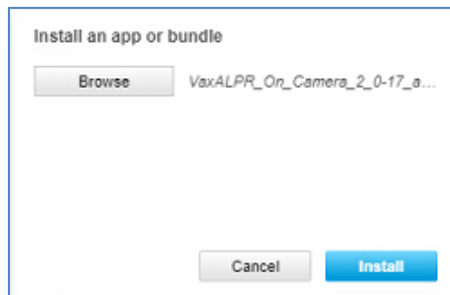 Install an app or bundle
Browse VaxALPR_On_Camera_2_0-17_a...
Cancel Install